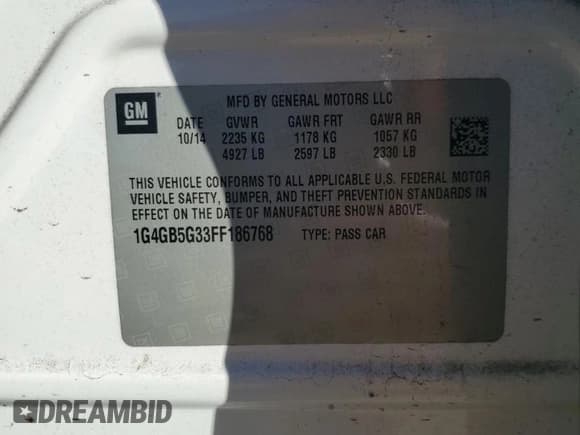 GM ®
MFD BY GENERAL MOTORS LLC
DATE GVWR GAWR FRT GAWR RR
10/14 2235 KG 1178 KG 1057 KG
4927 LB 2597 LB 2330 LB
THIS VEHICLE CONFORMS TO ALL APPLICABLE U.S. FEDERAL MOTOR
VEHICLE SAFETY, BUMPER, AND THEFT PREVENTION STANDARDS IN
EFFECT ON THE DATE OF MANUFACTURE SHOWN ABOVE.
1G4GB5G33FF186768 TYPE: PASS CAR
DREAMBID